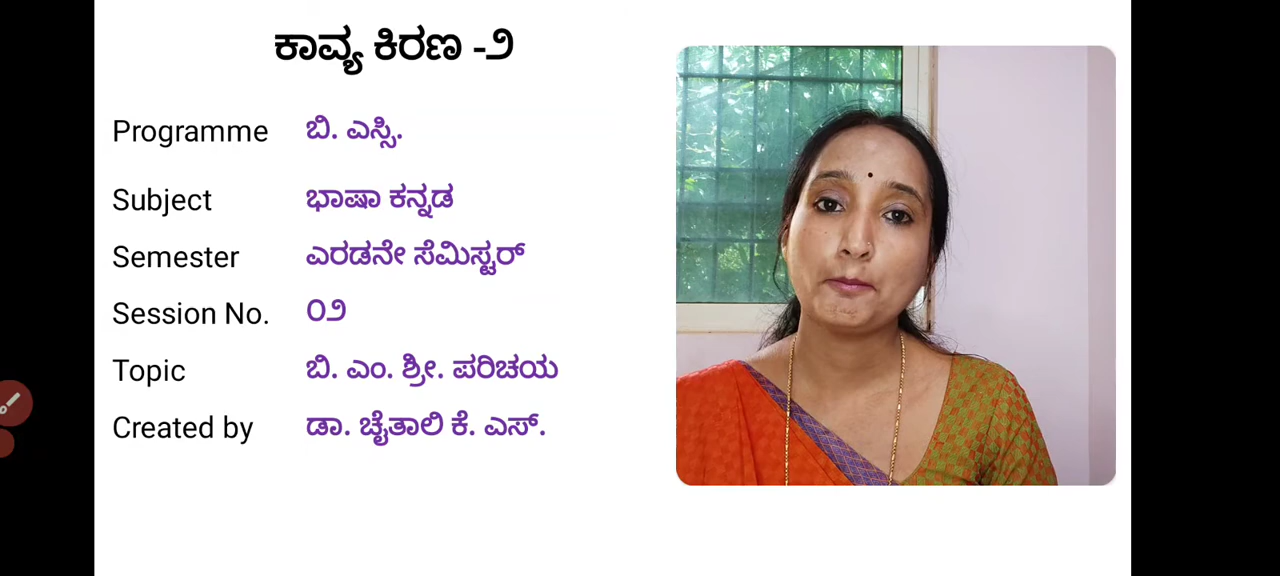 ಕಾವ್ಯ ಕಿರಣ -೨
Programme ಬಿ. ಎಸ್ಸಿ.
Subject ಭಾಷಾ ಕನ್ನಡ
Semester ಎರಡನೇ ಸೆಮಿಸ್ಟರ್
Session No. ೦೨
Topic ಬಿ. ಎಂ. ಶ್ರೀ. ಪರಿಚಯ
Created by ಡಾ. ಚೈತಾಲಿ ಕೆ. ಎಸ್.